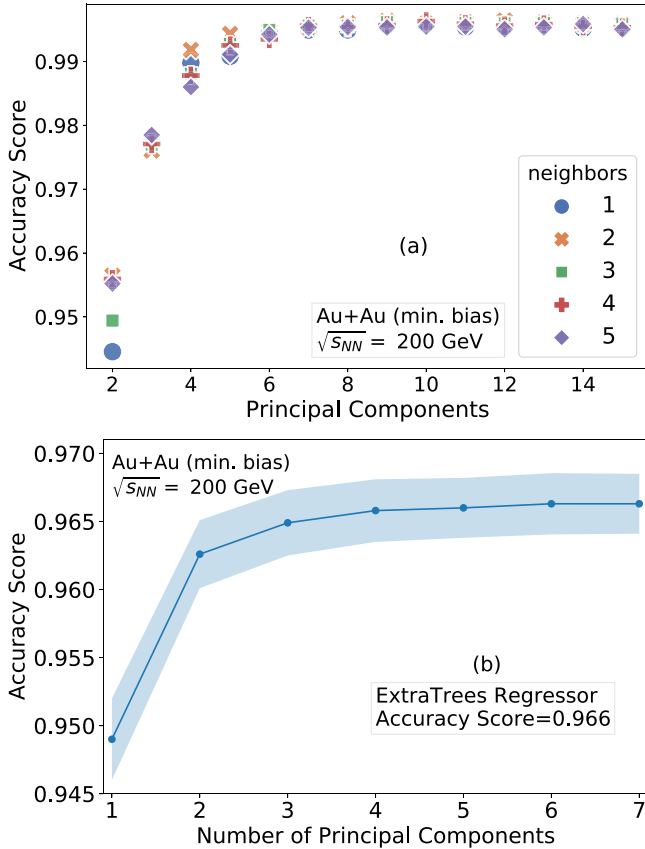 0.99
0.98
0.97
0.96
0.95
Accuracy Score
neighbors
1
2
3
4
5
(a)
Au+Au (min. bias)
√s_NN = 200 GeV
2 4 6 8 10 12 14
Principal Components
0.970
0.965
0.960
0.955
0.950
0.945
Accuracy Score
Au+Au (min. bias)
√s_NN = 200 GeV
(b)
ExtraTrees Regressor
Accuracy Score=0.966
1 2 3 4 5 6 7
Number of Principal Components